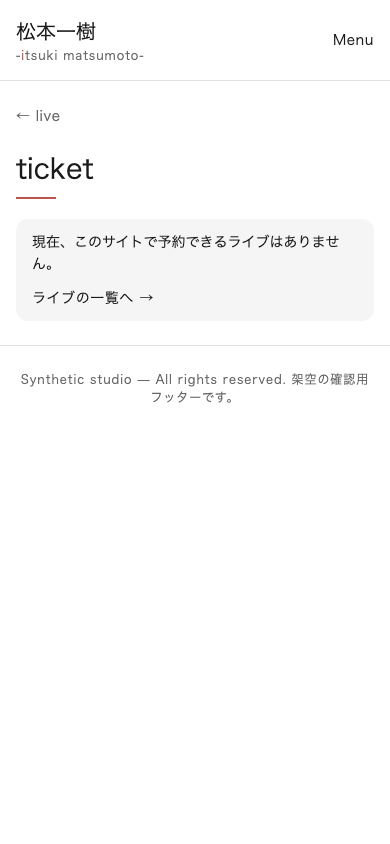 松本一樹
-itsuki matsumoto-
Menu
← live
ticket
現在、このサイトで予約できるライブはありませ
ん。
ライブの一覧へ →
Synthetic studio — All rights reserved. 架空の確認用
フッターです。